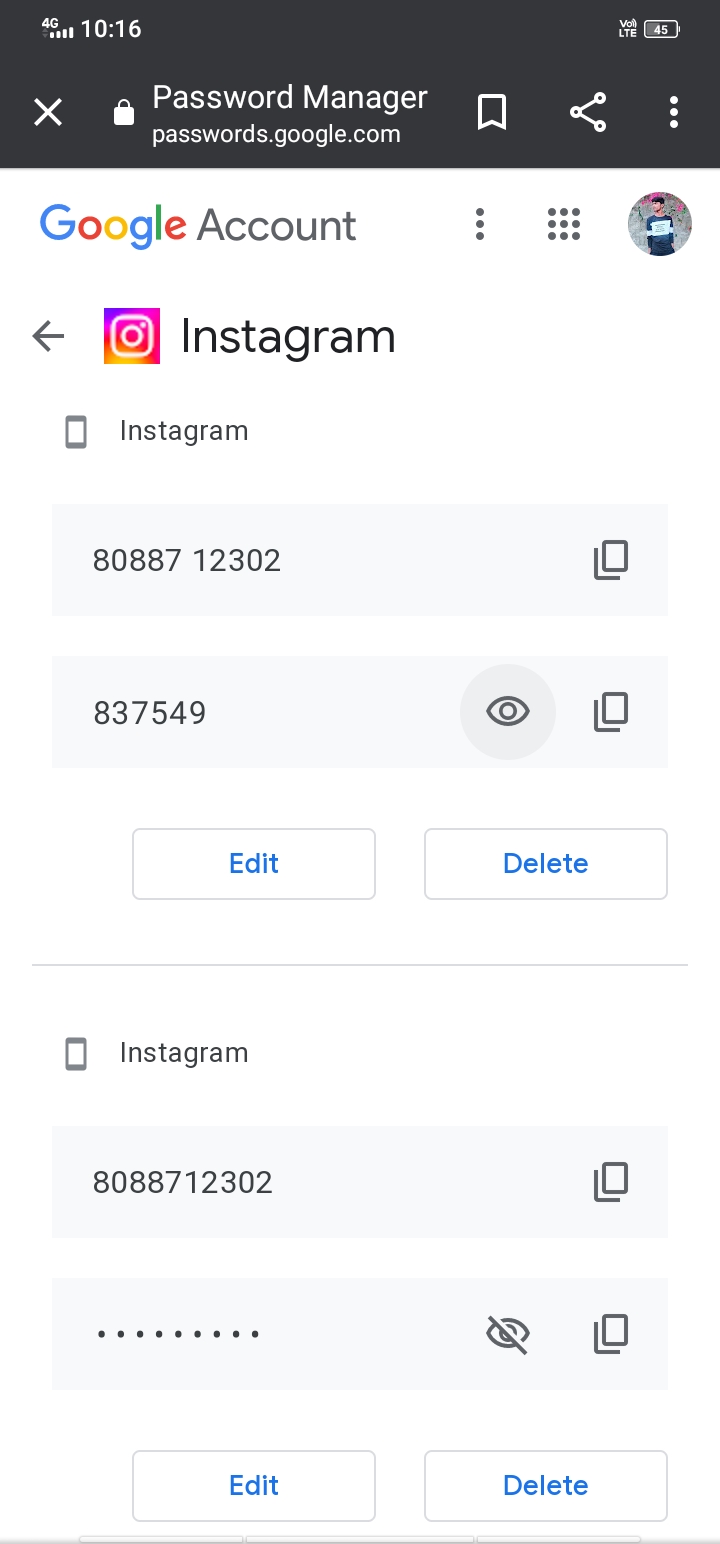 4G 10:16 Vo)) LTE 45
Password Manager
passwords.google.com
Google Account
Instagram
Instagram
80887 12302
837549
Edit Delete
Instagram
8088712302
•••••••••
Edit Delete